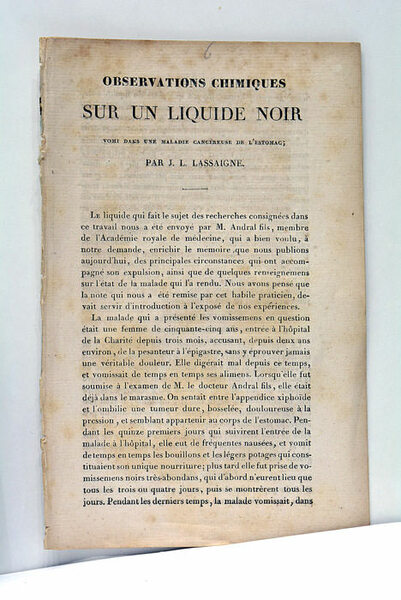 6
OBSERVATIONS CHIMIQUES
SUR UN LIQUIDE NOIR
VOMI DANS UNE MALADIE CANCÉREUSE DE L'ESTOMAC;
PAR J. L. LASSAIGNE.
LE liquide qui fait le sujet des recherches consignées dans
ce travail nous a été envoyé par M. Andral fils, membre
de l'Académie royale de médecine, qui a bien voulu, à
notre demande, enrichir le memoire que nous publions
aujourd'hui, des principales circonstances qui ont accom-
pagné son expulsion, ainsi que de quelques renseignemens
sur l'état de la malade qui l'a rendu. Nous avons pensé que
la note qui nous a été remise par cet habile praticien, de-
vait servir d'introduction à l'exposé de nos expériences.
La malade qui a présenté les vomissemens en question
était une femme de cinquante-cinq ans, entrée à l'hôpital
de la Charité depuis trois mois, accusant, depuis deux ans
environ, de la pesanteur à l'épigastre, sans y éprouver jamais
une véritable douleur. Elle digérait mal depuis ce temps,
et vomissait de temps en temps ses alimens. Lorsqu'elle fut
soumise à l'examen de M. le docteur Andral fils, elle était
déjà dans le marasme. On sentait entre l'appendice xiphoïde
et l'ombilic une tumeur dure, bosselée, douloureuse à la
pression, et semblant appartenir au corps de l'estomac. Pen-
dant les quinze premiers jours qui suivirent l'entrée de la
malade à l'hôpital, elle eut de fréquentes nausées, et vomit
de temps en temps les bouillons et les légers potages qui cons-
tituaient son unique nourriture; plus tard elle fut prise de vo-
missemens noirs très-abondans, qui d'abord n'eurent lieu que
tous les trois ou quatre jours, puis se montrèrent tous les
jours. Pendant les derniers temps, la malade vomissait, dans